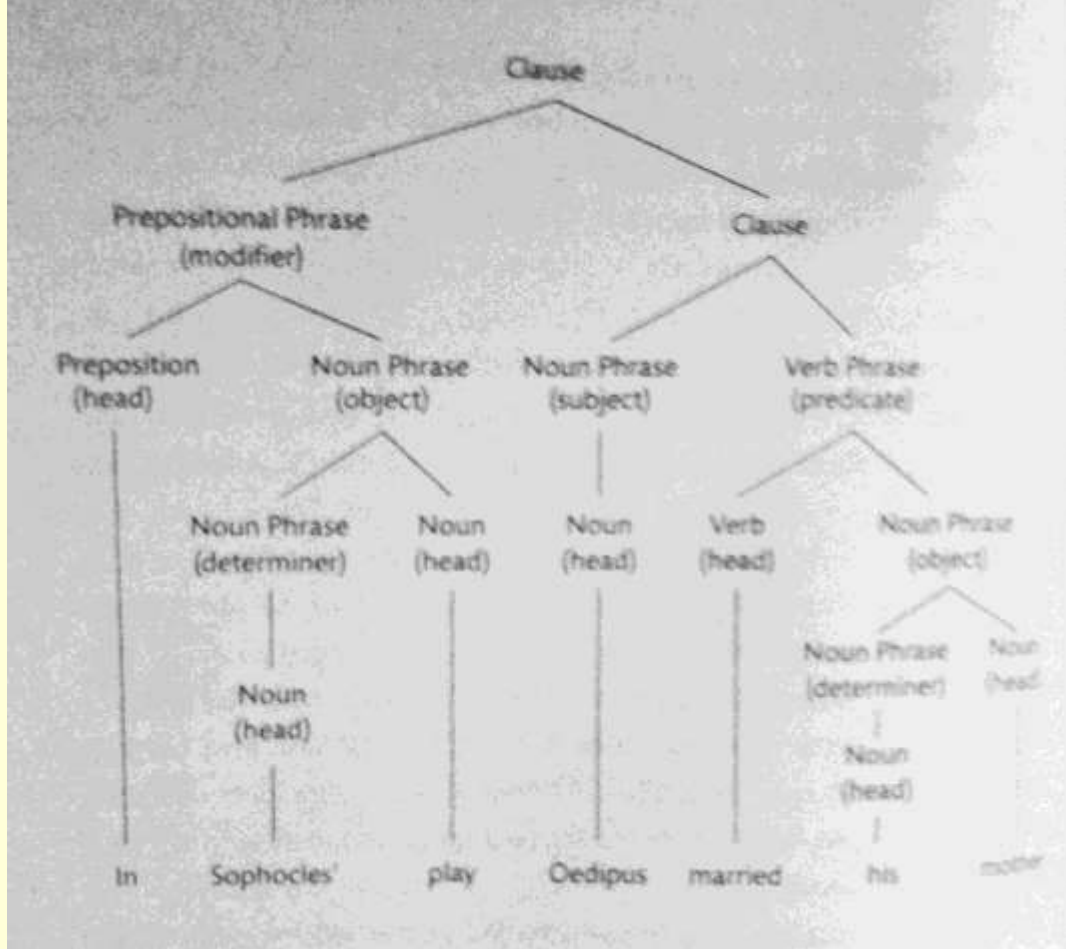 Clause
Prepositional Phrase
(modifier)
Clause
Preposition
(head)
Noun Phrase
(object)
Noun Phrase
(subject)
Verb Phrase
(predicate)
Noun Phrase
(determiner)
Noun
(head)
Noun
(head)
Verb
(head)
Noun Phrase
(object)
Noun
(head)
Noun Phrase
(determiner)
Noun
(head)
Noun
(head)
In Sophocles' play Oedipus married his mother